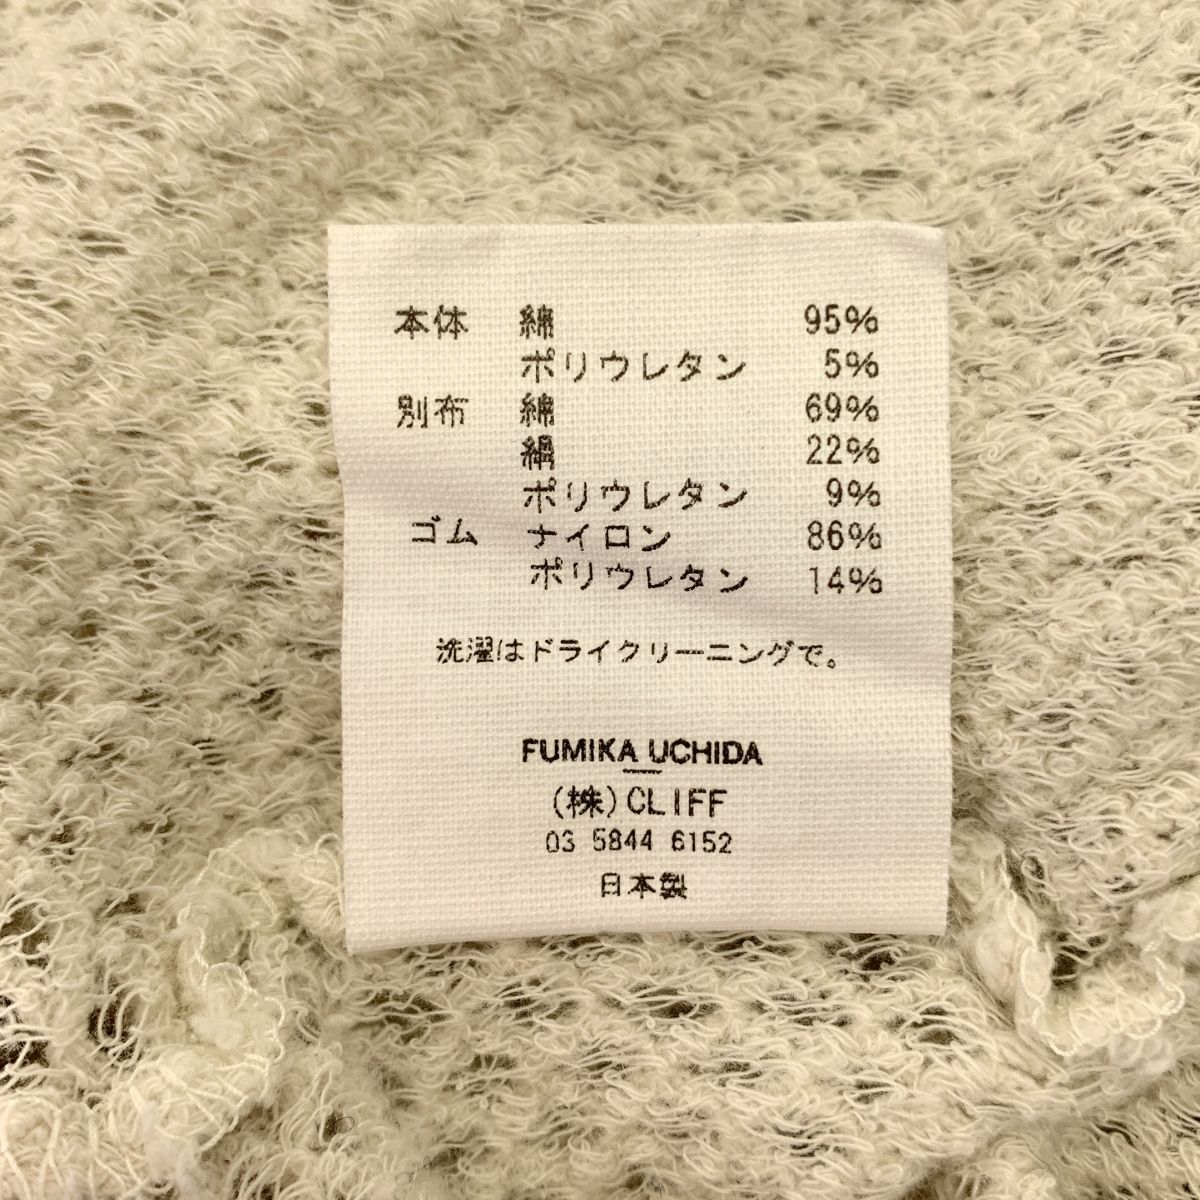 本体 綿 95%
ポリウレタン 5%
別布 綿 69%
絹 22%
ポリウレタン 9%
ゴム ナイロン 86%
ポリウレタン 14%
洗濯はドライクリーニングで。
FUMIKA UCHIDA
(株)CLIFF
03 5844 6152
日本製